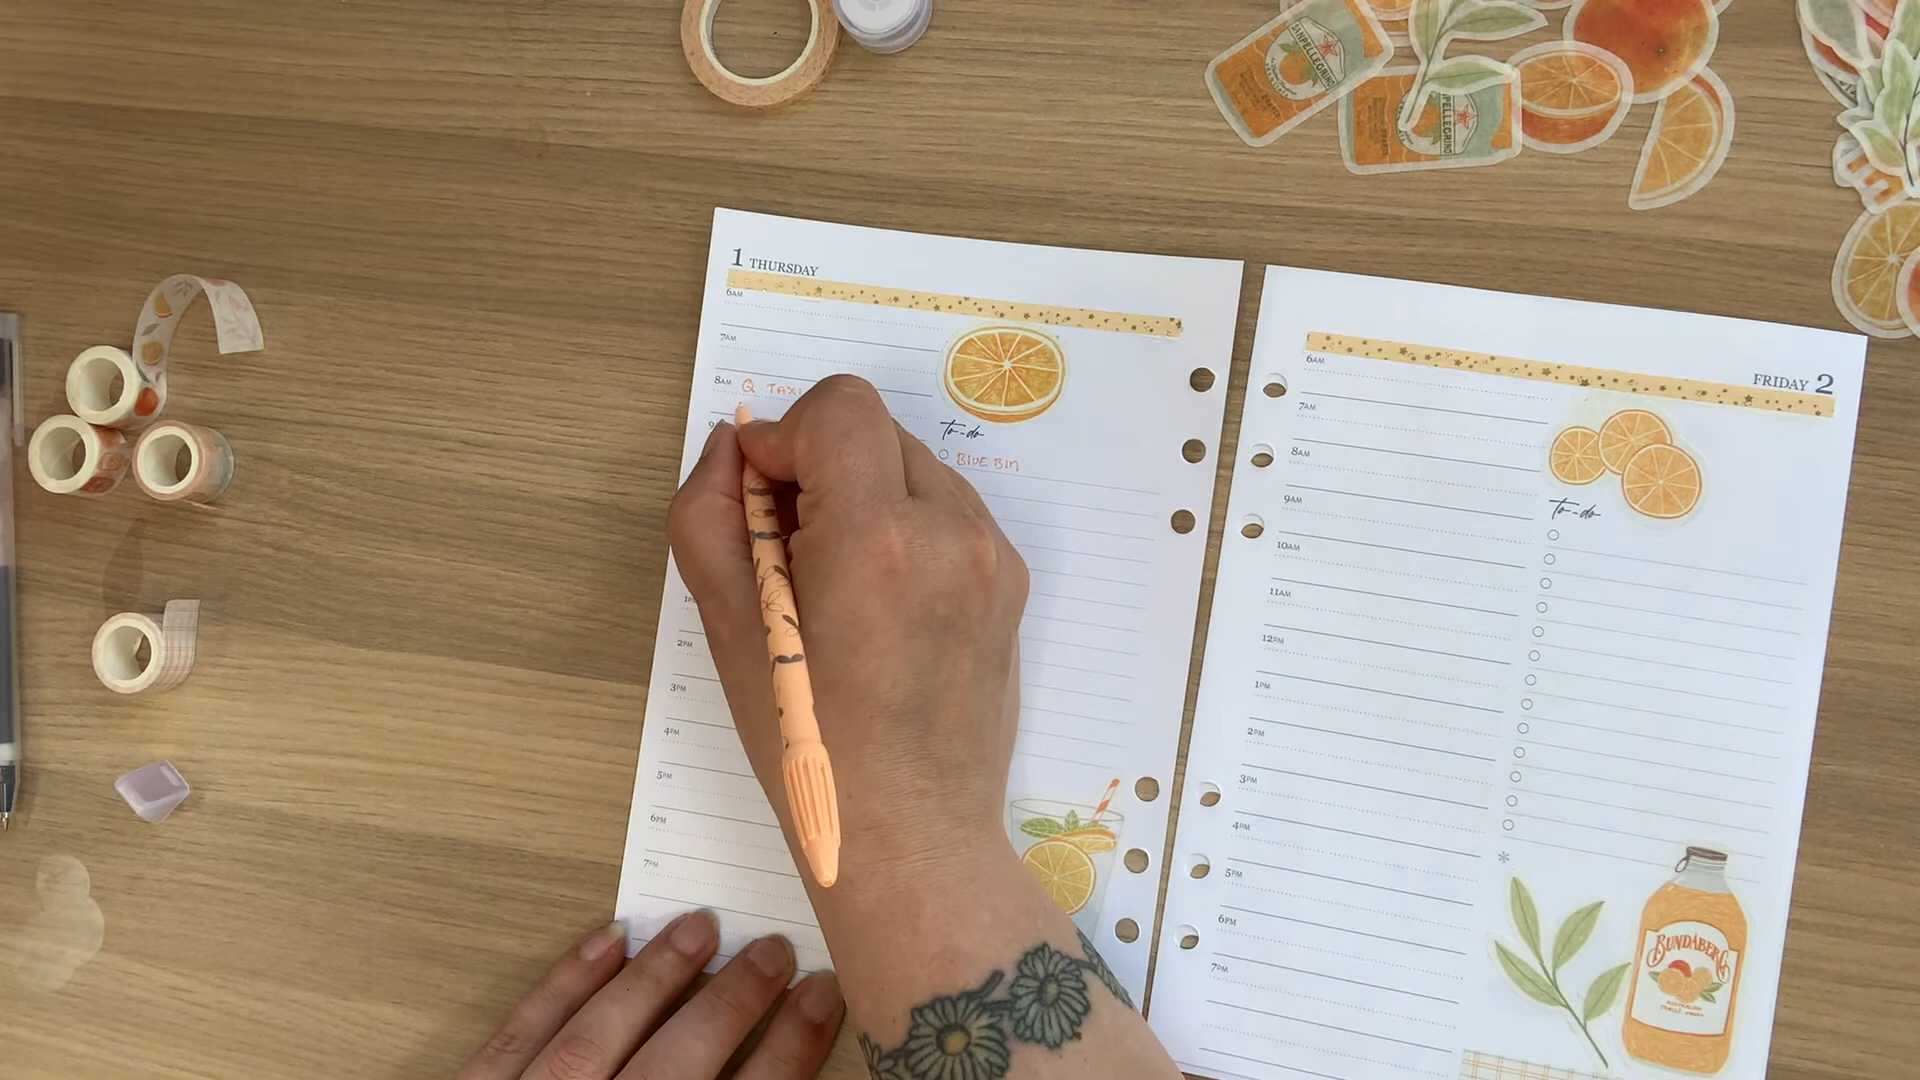 SANPELLEGRINO
PELLEGRINO
1 THURSDAY
6AM
7AM
8AM Q TAXI
to-do
BLUE BIN
2PM
3PM
4PM
5PM
6PM
7PM
FRIDAY 2
6AM
7AM
8AM
9AM
10AM
11AM
12PM
1PM
2PM
3PM
4PM
5PM
6PM
7PM
to-do
BUNDABERG